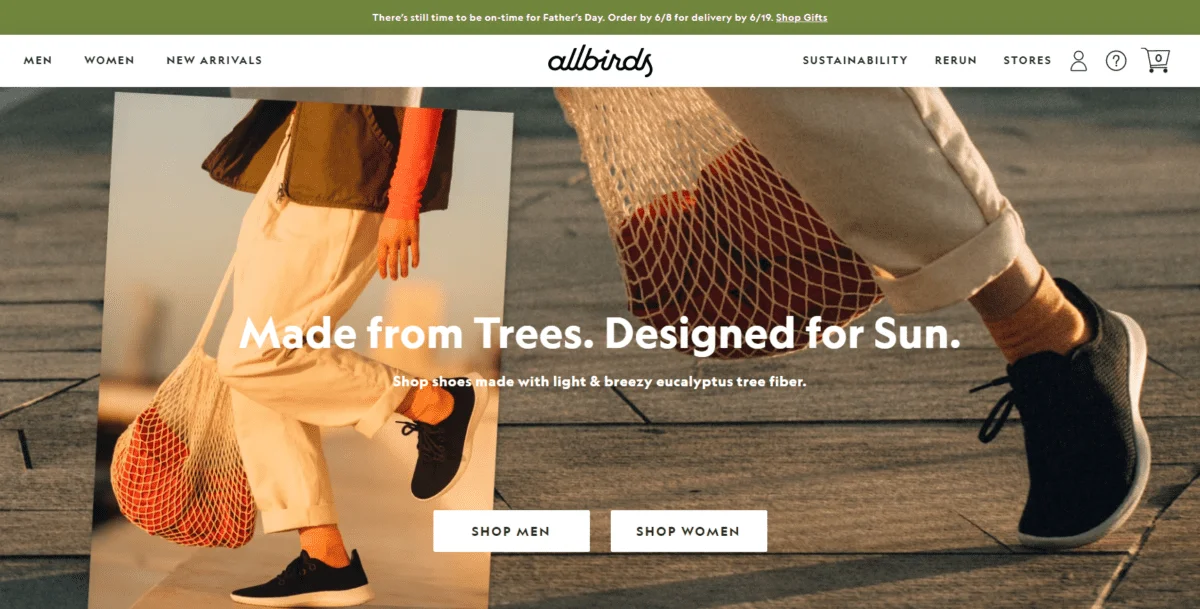 There's still time to be on-time for Father's Day. Order by 6/8 for delivery by 6/19. Shop Gifts
MEN WOMEN NEW ARRIVALS allbirds SUSTAINABILITY RERUN STORES ? 0
Made from Trees. Designed for Sun.
Shop shoes made with light & breezy eucalyptus tree fiber.
SHOP MEN SHOP WOMEN